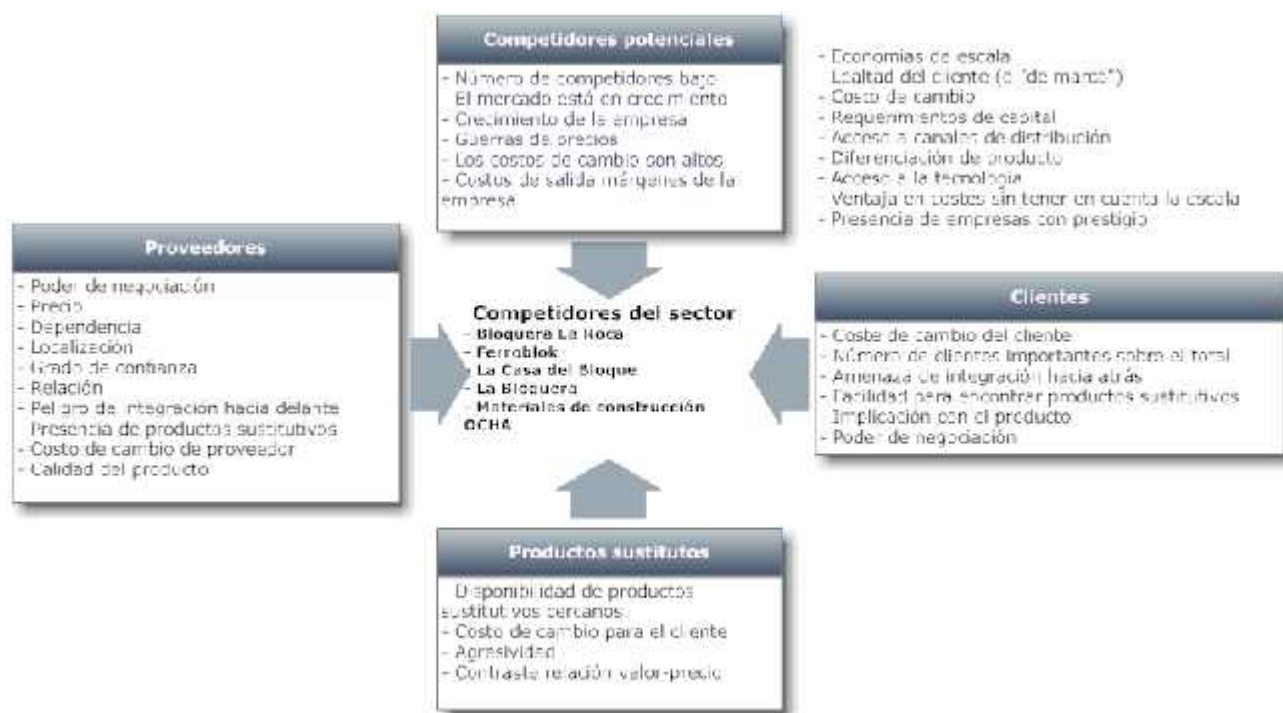 Competidores potenciales
- Número de competidores bajo
El mercado está en crecimiento
- Crecimiento de la empresa
- Guerras de precios
- Los costos de cambio son altos
- Costos de salida márgenes de la
empresa
- Economías de escala
Lealtad del cliente (o "de marca")
- Costo de cambio
- Requerimientos de capital
- Acceso a canales de distribución
- Diferenciación de producto
- Acceso a la tecnología
Ventaja en costes sin tener en cuenta la escala
- Presencia de empresas con prestigio
Proveedores
- Poder de negociación
- Precio
- Dependencia
- Localización
- Grado de confianza
- Relación
- Peligro de integración hacia delante
Presencia de productos sustitutivos
- Costo de cambio de proveedor
- Calidad del producto
Competidores del sector
- Bloquera La Roca
- Ferroblok
- La Casa del Bloque
- La Bloquera
- Materiales de construcción
OCHA
Clientes
- Coste de cambio del cliente
- Número de clientes importantes sobre el total
- Amenaza de integración hacia atrás
- Facilidad para encontrar productos sustitutivos
Implicación con el producto
- Poder de negociación
Productos sustitutos
Disponibilidad de productos
sustitutivos cercanos
- Costo de cambio para el cliente
- Agresividad
- Contraste relación valor-precio